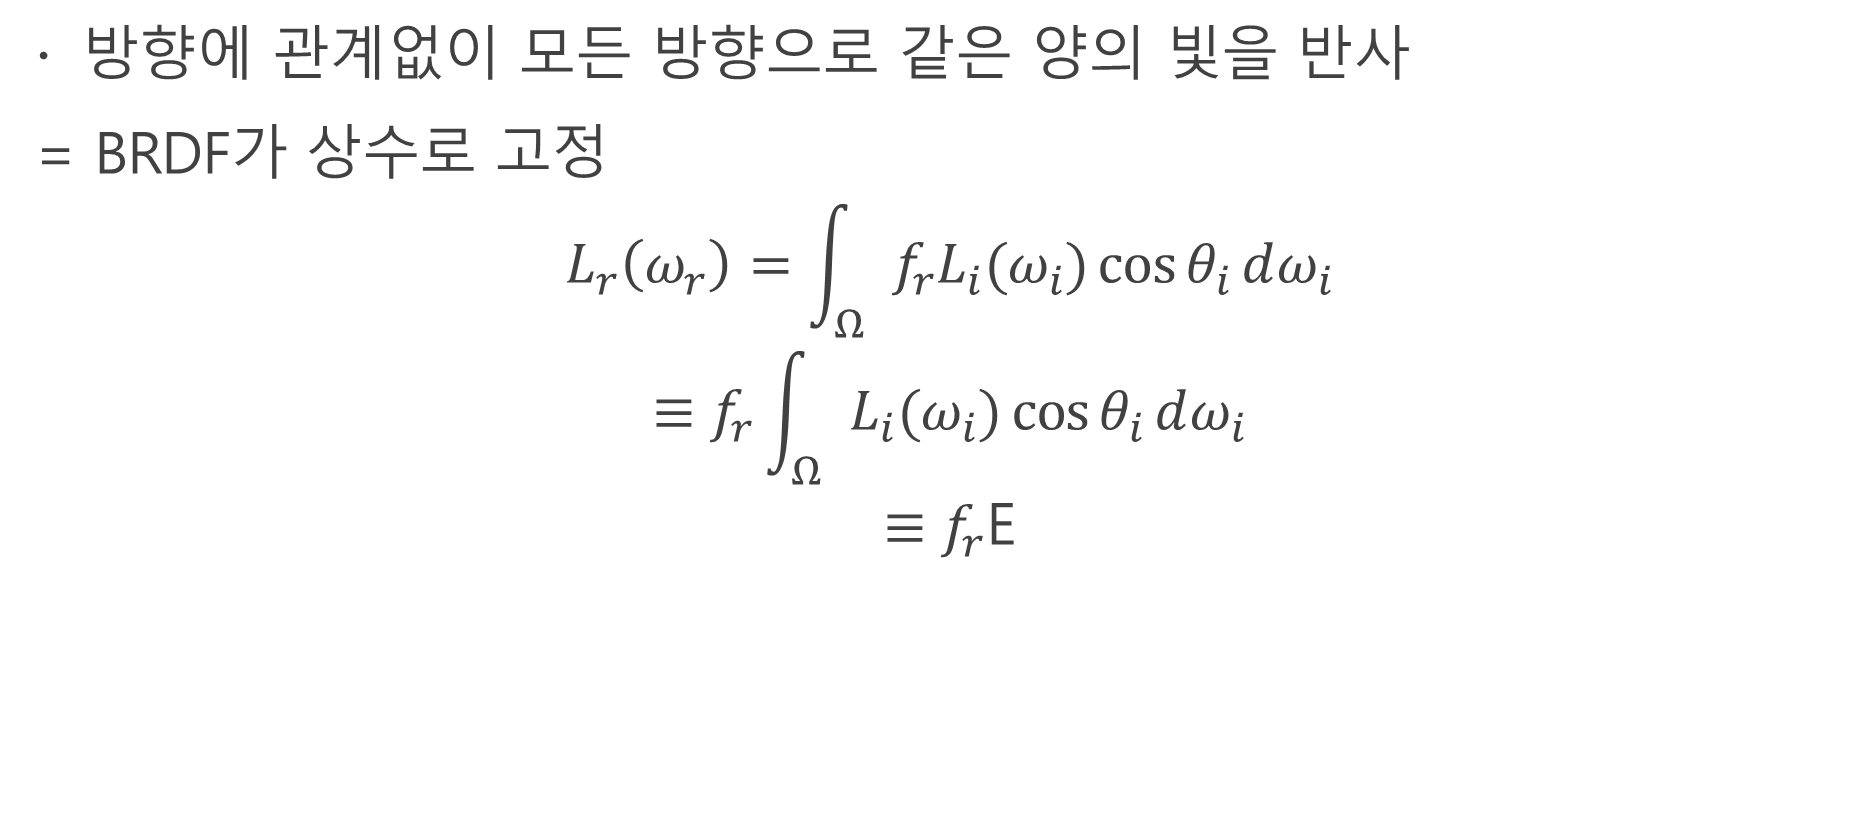 · 방향에 관계없이 모든 방향으로 같은 양의 빛을 반사
= BRDF가 상수로 고정
L_r(ω_r) = ∫_Ω f_r L_i(ω_i) cos θ_i dω_i
≡ f_r ∫_Ω L_i(ω_i) cos θ_i dω_i
≡ f_r E